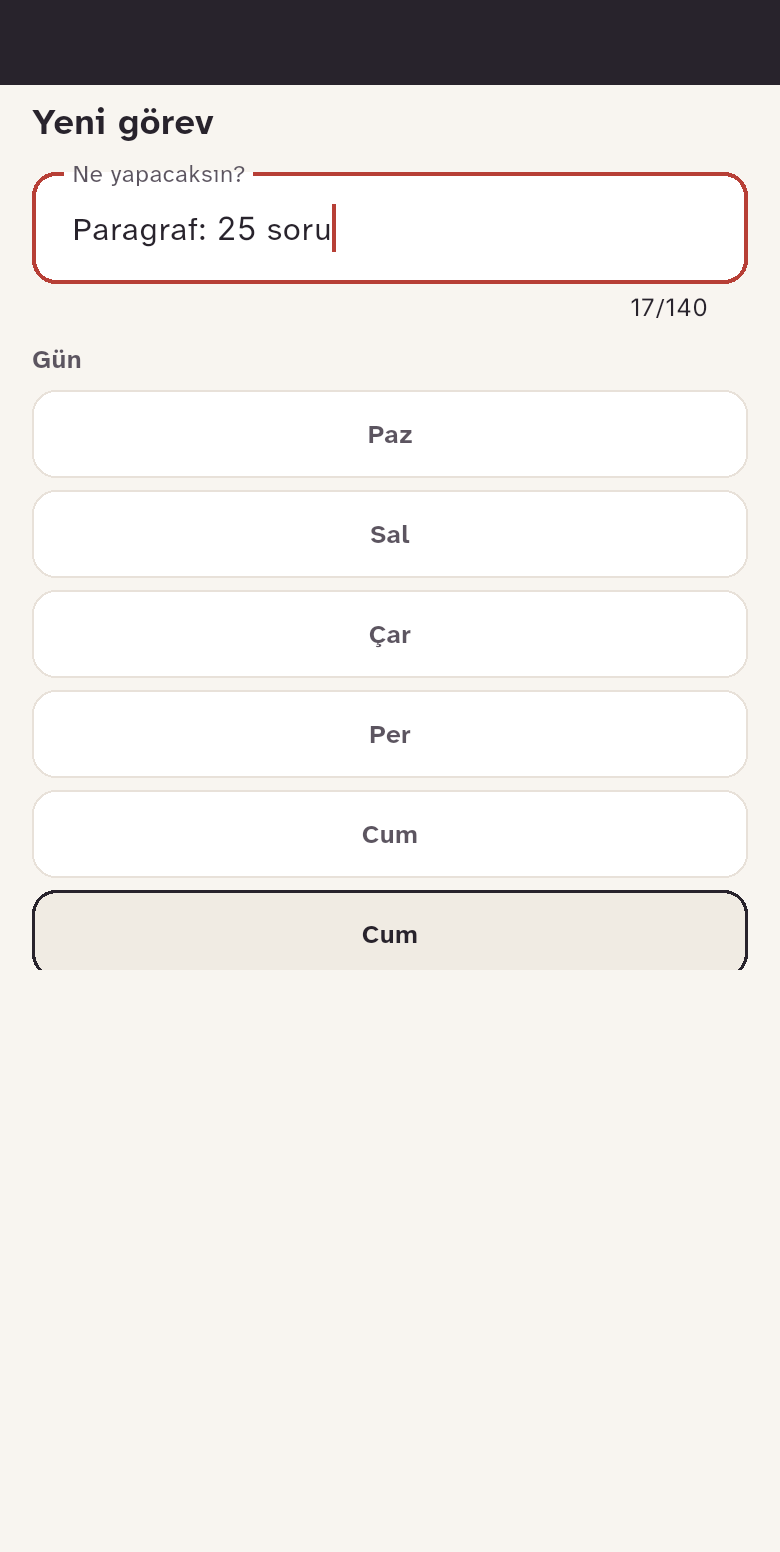 Yeni görev
Ne yapacaksın?
Paragraf: 25 soru
17/140
Gün
Paz
Sal
Çar
Per
Cum
Cum